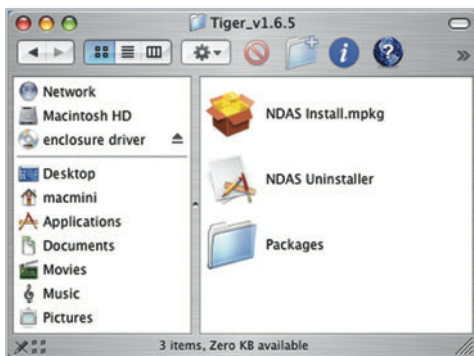 Tiger_v1.6.5
Network
Macintosh HD
enclosure driver
Desktop
macmini
Applications
Documents
Movies
Music
Pictures
NDAS Install.mpkg
NDAS Uninstaller
Packages
3 items, Zero KB available